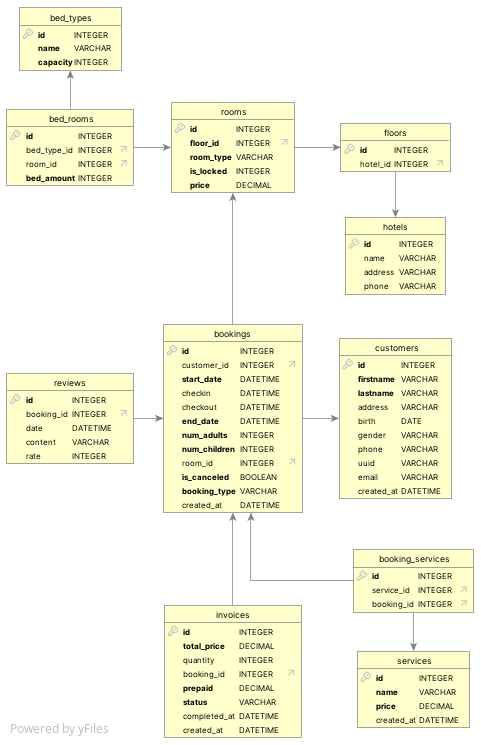 bed_types
id INTEGER
name VARCHAR
capacity INTEGER
bed_rooms
id INTEGER
bed_type_id INTEGER
room_id INTEGER
bed_amount INTEGER
rooms
id INTEGER
floor_id INTEGER
room_type VARCHAR
is_locked INTEGER
price DECIMAL
floors
id INTEGER
hotel_id INTEGER
hotels
id INTEGER
name VARCHAR
address VARCHAR
phone VARCHAR
bookings
id INTEGER
customer_id INTEGER
start_date DATETIME
checkin DATETIME
checkout DATETIME
end_date DATETIME
num_adults INTEGER
num_children INTEGER
room_id INTEGER
is_canceled BOOLEAN
booking_type VARCHAR
created_at DATETIME
customers
id INTEGER
firstname VARCHAR
lastname VARCHAR
address VARCHAR
birth DATE
gender VARCHAR
phone VARCHAR
uuid VARCHAR
email VARCHAR
created_at DATETIME
reviews
id INTEGER
booking_id INTEGER
date DATETIME
content VARCHAR
rate INTEGER
booking_services
id INTEGER
service_id INTEGER
booking_id INTEGER
invoices
id INTEGER
total_price DECIMAL
quantity INTEGER
booking_id INTEGER
prepaid DECIMAL
status VARCHAR
completed_at DATETIME
created_at DATETIME
services
id INTEGER
name VARCHAR
price DECIMAL
created_at DATETIME
Powered by yFiles